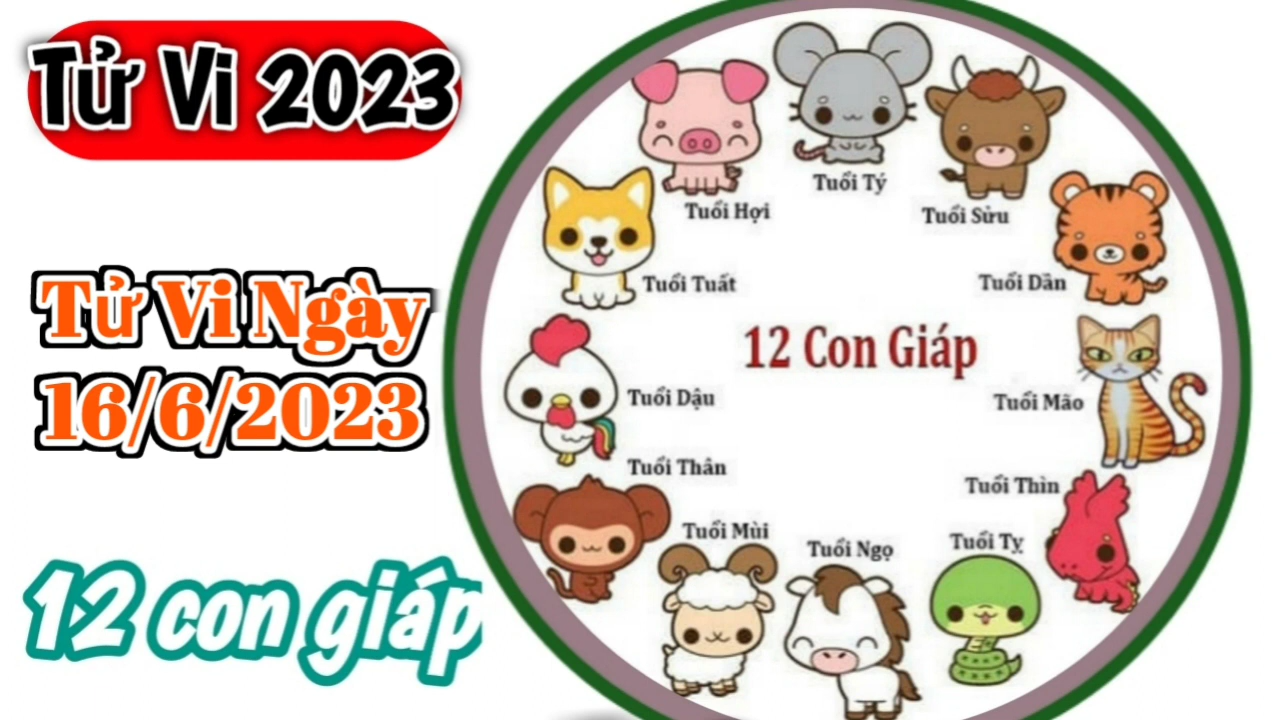 Tử Vi 2023
Tử Vi Ngày
16/6/2023
12 con giáp
Tuổi Tý
Tuổi Hợi
Tuổi Sửu
Tuổi Tuất
Tuổi Dần
12 Con Giáp
Tuổi Dậu
Tuổi Mão
Tuổi Thân
Tuổi Thìn
Tuổi Mùi
Tuổi Ngọ
Tuổi Tỵ